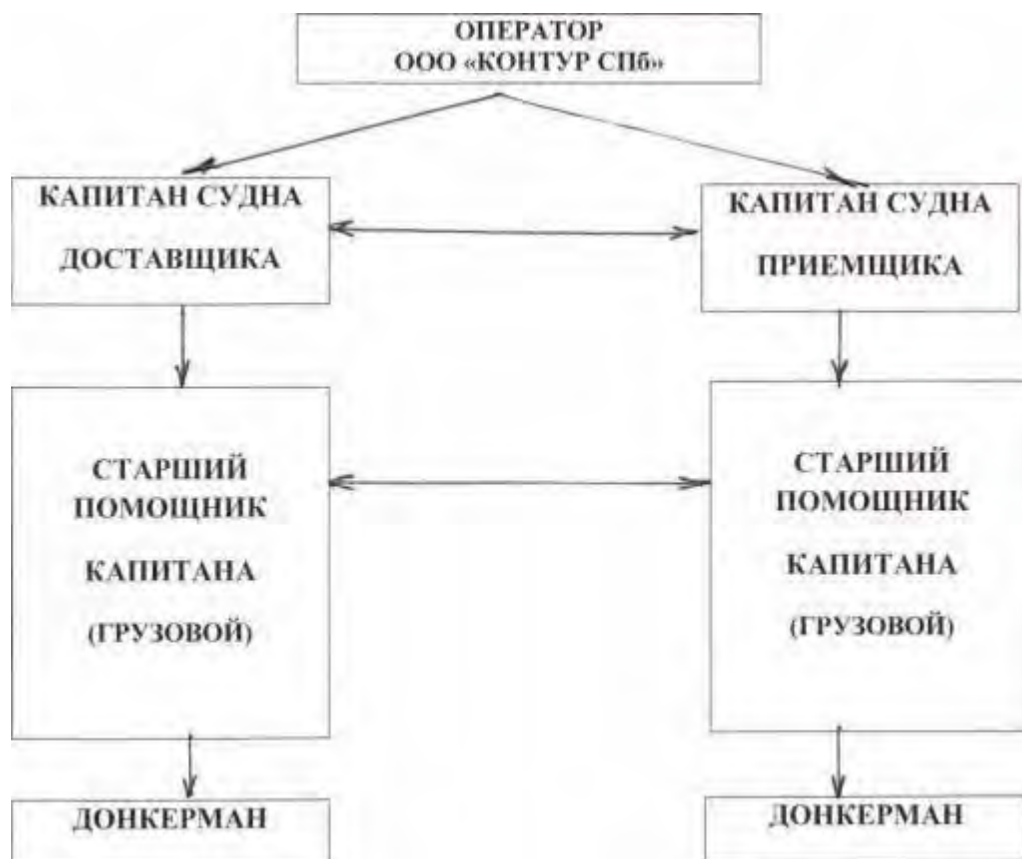 ОПЕРАТОР
ООО «КОНТУР СПб»
КАПИТАН СУДНА
ДОСТАВЩИКА
КАПИТАН СУДНА
ПРИЕМЩИКА
СТАРШИЙ
ПОМОЩНИК
КАПИТАНА
(ГРУЗОВОЙ)
СТАРШИЙ
ПОМОЩНИК
КАПИТАНА
(ГРУЗОВОЙ)
ДОНКЕРМАН
ДОНКЕРМАН